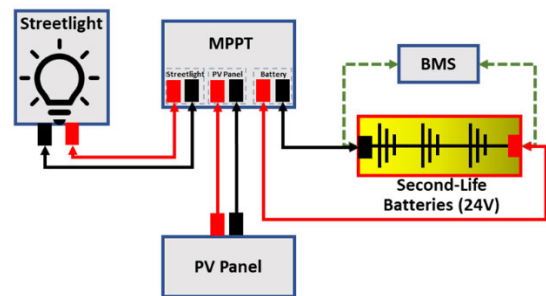 Streetlight
MPPT
Streetlight
PV Panel
Battery
BMS
Second-Life
Batteries (24V)
PV Panel